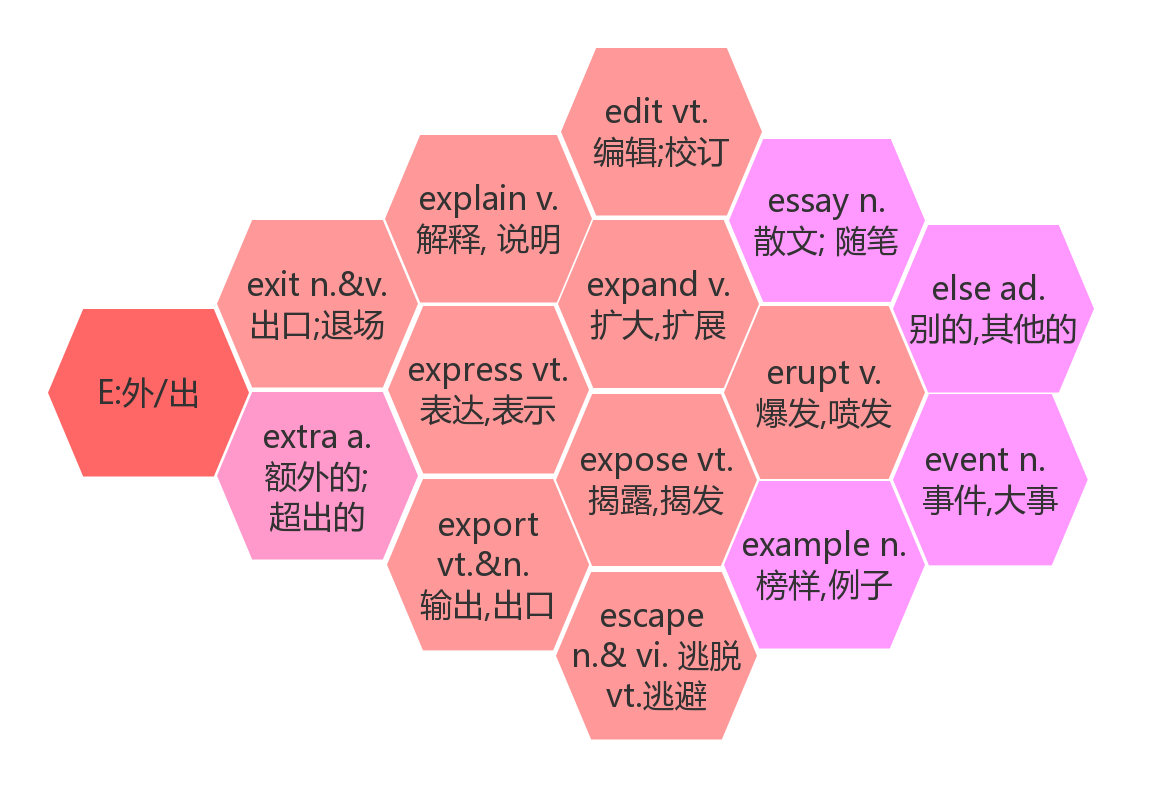 E:外/出
exit n.&v.
出口;退场
extra a.
额外的;
超出的
explain v.
解释, 说明
express vt.
表达,表示
export
vt.&n.
输出,出口
edit vt.
编辑;校订
expand v.
扩大,扩展
expose vt.
揭露,揭发
escape
n.& vi. 逃脱
vt.逃避
essay n.
散文; 随笔
erupt v.
爆发,喷发
example n.
榜样,例子
else ad.
别的,其他的
event n.
事件,大事